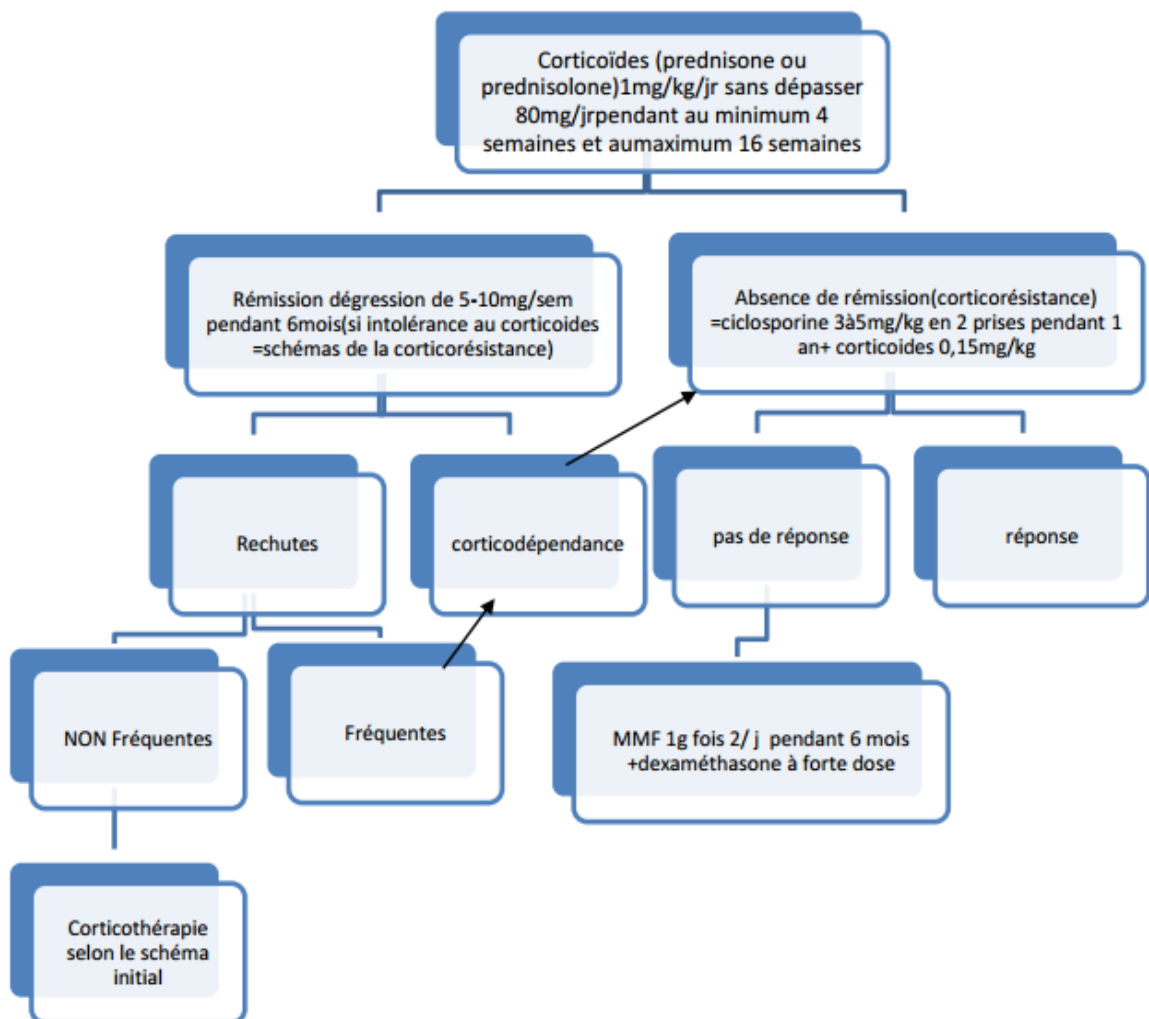 Corticoïdes (prednisone ou
prednisolone)1mg/kg/jr sans dépasser
80mg/jrpendant au minimum 4
semaines et aumaximum 16 semaines
Rémission dégression de 5-10mg/sem
pendant 6mois(si intolérance au corticoides
=schémas de la corticorésistance)
Absence de rémission(corticorésistance)
=ciclosporine 3à5mg/kg en 2 prises pendant 1
an+ corticoides 0,15mg/kg
Rechutes
corticodépendance
pas de réponse
réponse
NON Fréquentes
Fréquentes
MMF 1g fois 2/ j pendant 6 mois
+dexaméthasone à forte dose
Corticothérapie
selon le schéma
initial